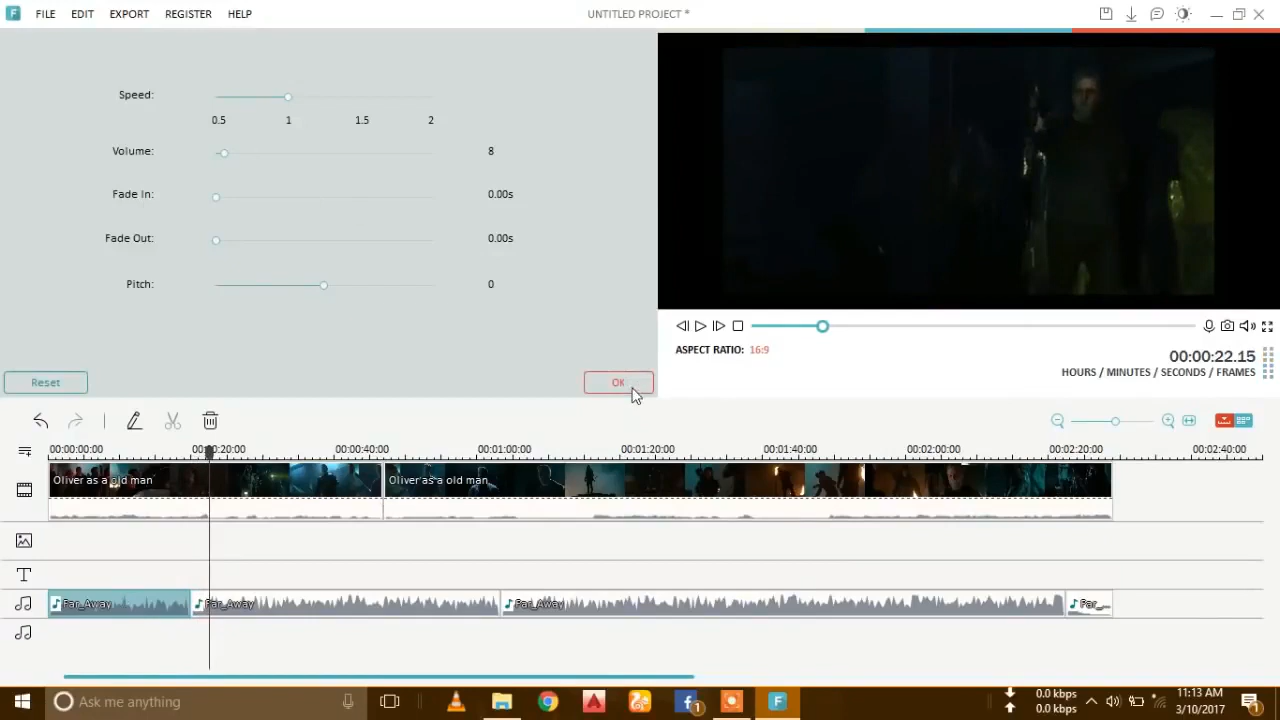 FILE EDIT EXPORT REGISTER HELP
UNTITLED PROJECT *
Speed:
0.5 1 1.5 2
Volume: 8
Fade In: 0.00s
Fade Out: 0.00s
Pitch: 0
Reset OK
ASPECT RATIO: 16:9
00:00:22.15
HOURS / MINUTES / SECONDS / FRAMES
00:00:00:00 00:00:20:00 00:00:40:00 00:01:00:00 00:01:20:00 00:01:40:00 00:02:00:00 00:02:20:00 00:02:40:00
Oliver as a old man Oliver as a old man
T
Far_Away Far_Away Far_Away Far_...
Ask me anything
0.0 kbps
0.0 kbps
11:13 AM
3/10/2017
1
1